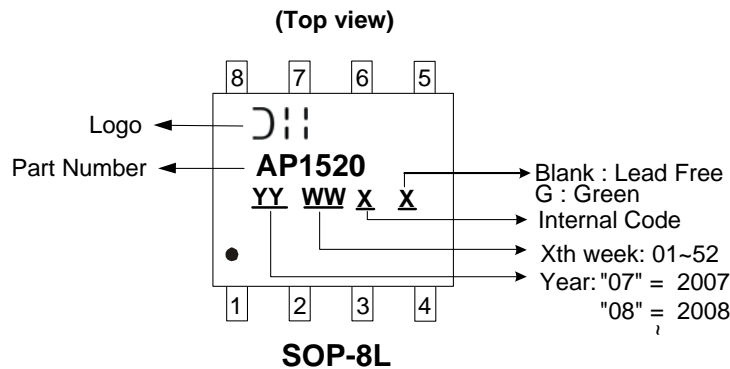 (Top view)
8 7 6 5
Logo
Part Number
AP1520
YY WW X X
Blank : Lead Free
G : Green
Internal Code
Xth week: 01~52
Year: "07" = 2007
"08" = 2008
~
1 2 3 4
SOP-8L